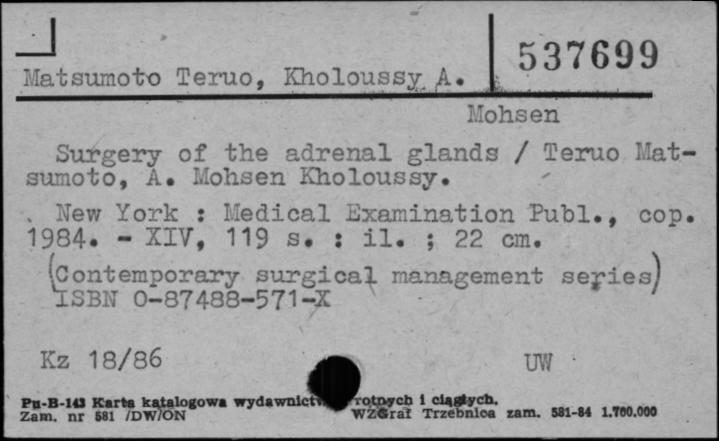 537699
Matsumoto Teruo, Kholoussy A.
Mohsen
Surgery of the adrenal glands / Teruo Mat-
sumoto, A. Mohsen Kholoussy.
New York : Medical Examination Publ., cop.
1984. - XIV, 119 s. : il. ; 22 cm.
(Contemporary surgical management series)
ISBN 0-87488-571-X
Kz 18/86 UW
Pu-B-143 Karta katalogowa wydawnict rotnych i ciągłych.
Zam. nr 581 /DW/ON WZGraf Trzebnica zam. 581-84 1.700.000